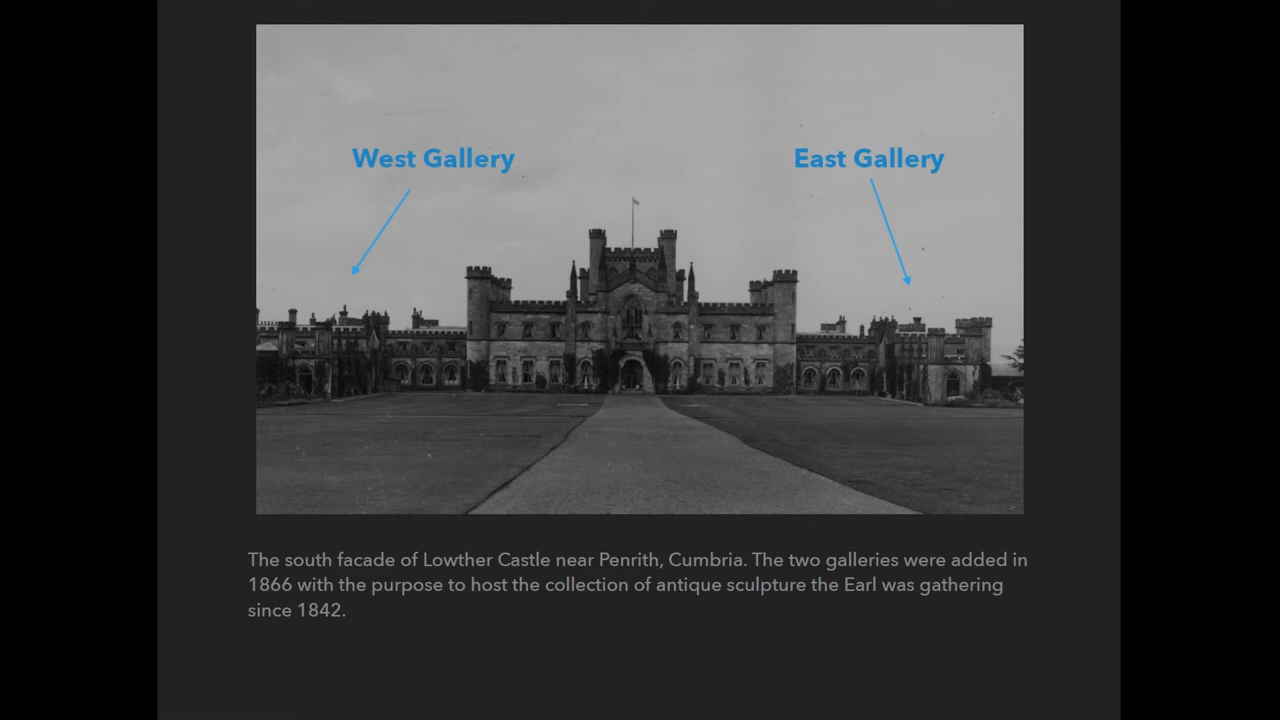 West Gallery
East Gallery
The south facade of Lowther Castle near Penrith, Cumbria. The two galleries were added in
1866 with the purpose to host the collection of antique sculpture the Earl was gathering
since 1842.